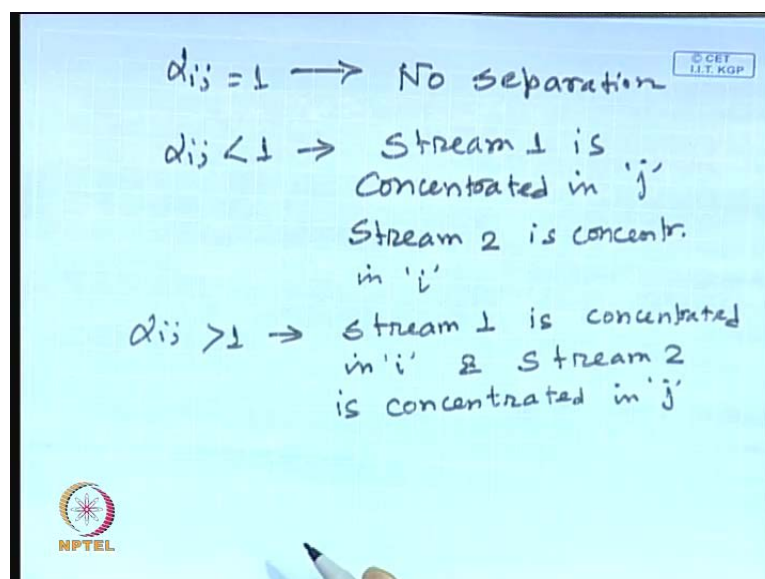 αij = 1 → No separation
© CET
I.I.T. KGP
αij < 1 → Stream 1 is
Concentrated in 'j'
Stream 2 is concentr.
in 'i'
αij > 1 → stream 1 is concentrated
in 'i' & Stream 2
is concentrated in 'j'
NPTEL